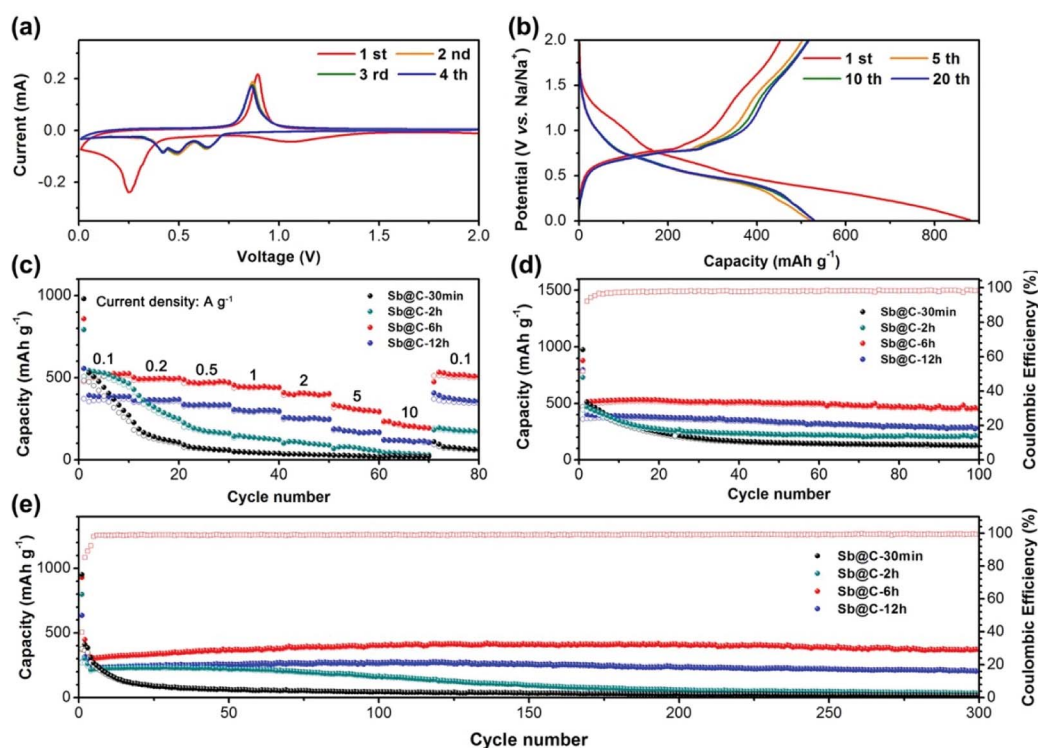 (a)
1 st 2 nd
3 rd 4 th
Current (mA)
0.2
0.0
-0.2
0.0 0.5 1.0 1.5 2.0
Voltage (V)
(b)
1 st 5 th
10 th 20 th
Potential (V vs. Na/Na⁺)
2.0
1.5
1.0
0.5
0.0
0 200 400 600 800
Capacity (mAh g⁻¹)
(c)
Current density: A g⁻¹
Sb@C-30min
Sb@C-2h
Sb@C-6h
Sb@C-12h
0.1 0.2 0.5 1 2 5 10 0.1
Capacity (mAh g⁻¹)
1000
500
0
0 20 40 60 80
Cycle number
(d)
Sb@C-30min
Sb@C-2h
Sb@C-6h
Sb@C-12h
Capacity (mAh g⁻¹)
1500
1000
500
0
0 20 40 60 80 100
Cycle number
100
80
60
40
20
0
Coulombic Efficiency (%)
(e)
Sb@C-30min
Sb@C-2h
Sb@C-6h
Sb@C-12h
Capacity (mAh g⁻¹)
1000
500
0
0 50 100 150 200 250 300
Cycle number
100
80
60
40
20
0
Coulombic Efficiency (%)